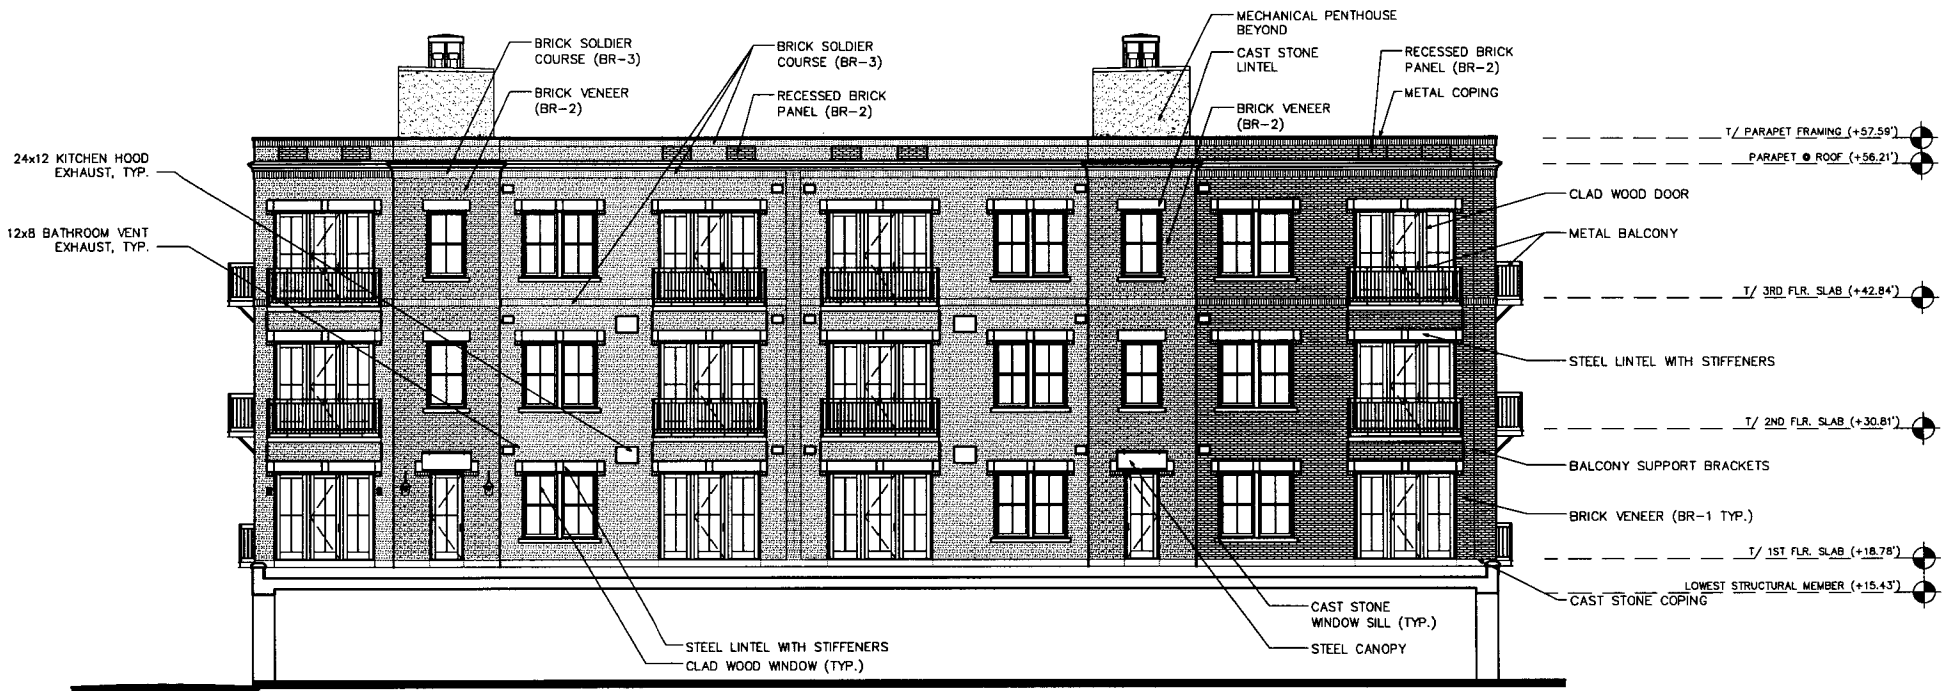 MECHANICAL PENTHOUSE
BEYOND
BRICK SOLDIER
COURSE (BR-3)
BRICK SOLDIER
COURSE (BR-3)
CAST STONE
LINTEL
RECESSED BRICK
PANEL (BR-2)
BRICK VENEER
(BR-2)
RECESSED BRICK
PANEL (BR-2)
BRICK VENEER
(BR-2)
METAL COPING
T/ PARAPET FRAMING (+57.59')
24x12 KITCHEN HOOD
EXHAUST, TYP.
PARAPET @ ROOF (+56.21')
CLAD WOOD DOOR
12x8 BATHROOM VENT
EXHAUST, TYP.
METAL BALCONY
T/ 3RD FLR. SLAB (+42.84')
STEEL LINTEL WITH STIFFENERS
T/ 2ND FLR. SLAB (+30.81')
BALCONY SUPPORT BRACKETS
BRICK VENEER (BR-1 TYP.)
T/ 1ST FLR. SLAB (+18.78')
LOWEST STRUCTURAL MEMBER (+15.43')
CAST STONE COPING
CAST STONE
WINDOW SILL (TYP.)
STEEL LINTEL WITH STIFFENERS
STEEL CANOPY
CLAD WOOD WINDOW (TYP.)